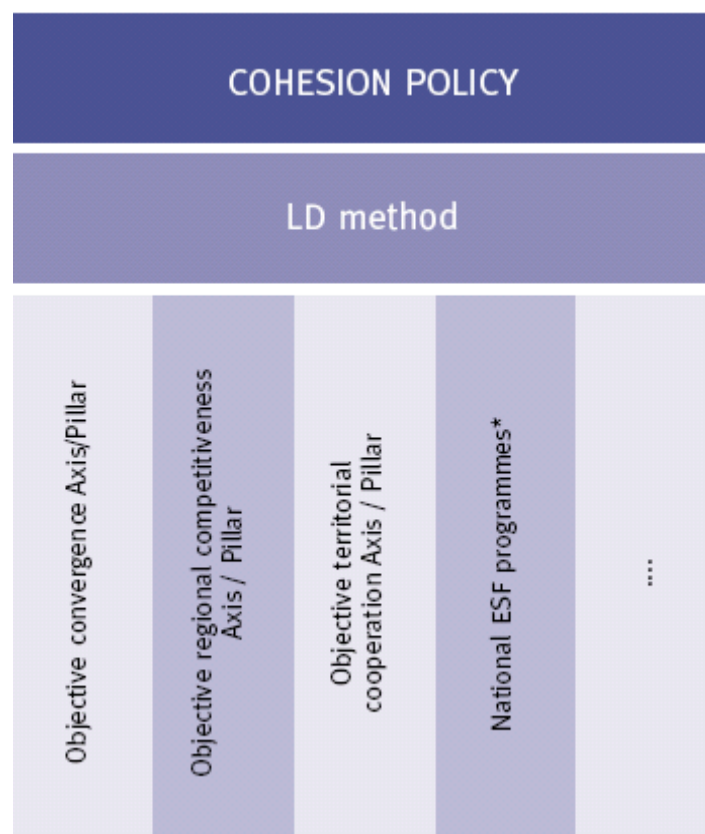 COHESION POLICY
LD method
Objective convergence Axis/Pillar
Objective regional competitiveness
Axis / Pillar
Objective territorial
cooperation Axis / Pillar
National ESF programmes*
....